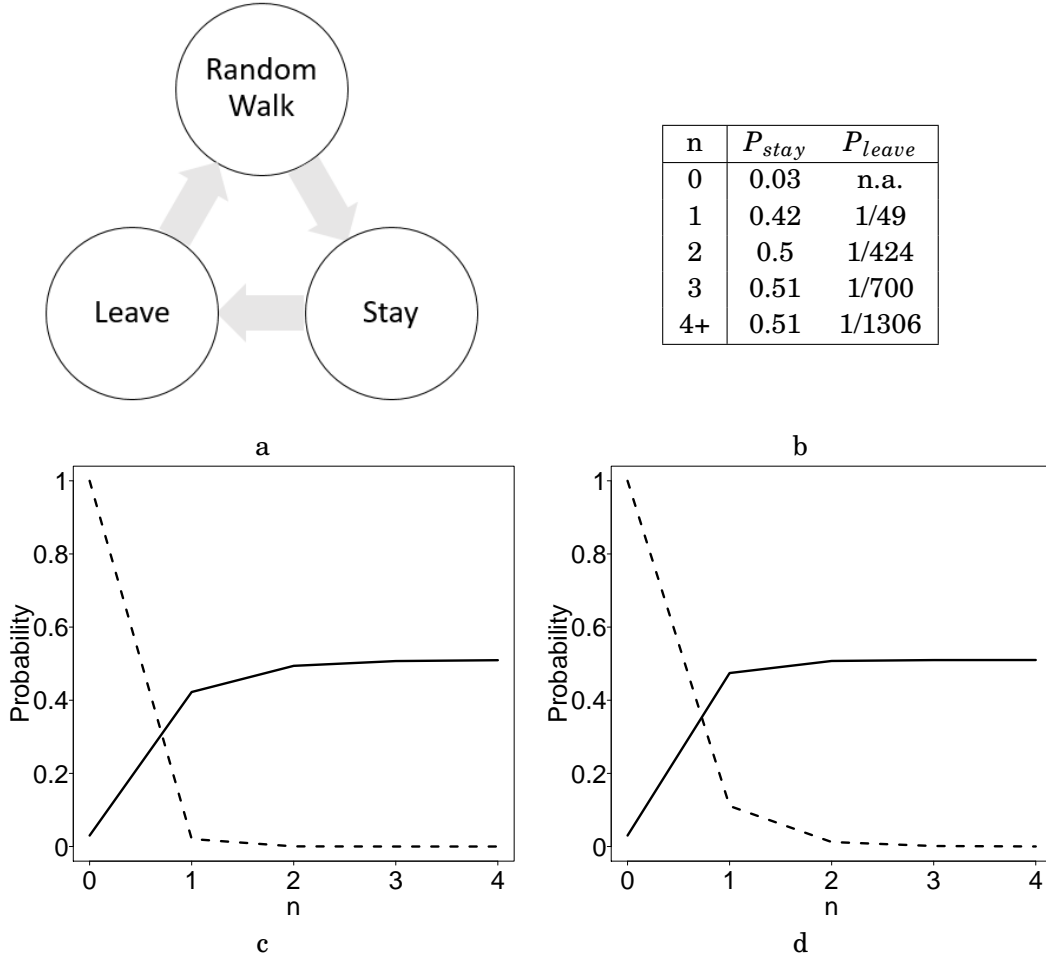 Random
Walk
Leave
Stay
a
n P_stay P_leave
0 0.03 n.a.
1 0.42 1/49
2 0.5 1/424
3 0.51 1/700
4+ 0.51 1/1306
b
1
0.8
0.6
0.4
0.2
0
Probability
0 1 2 3 4
n
c
1
0.8
0.6
0.4
0.2
0
Probability
0 1 2 3 4
n
d